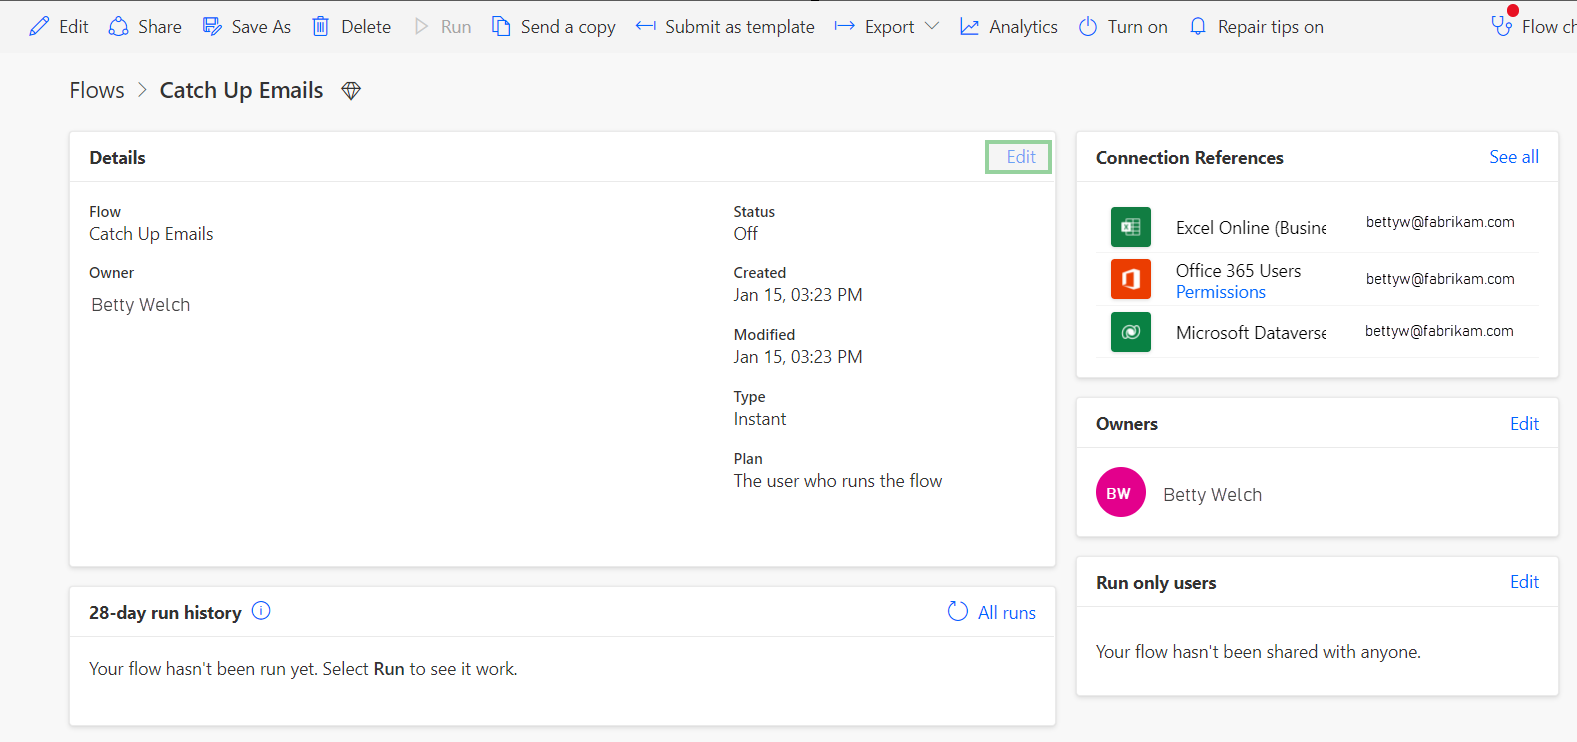 Edit Share Save As Delete Run Send a copy Submit as template Export Analytics Turn on Repair tips on Flow ch
Flows > Catch Up Emails
Details Edit
Flow
Catch Up Emails
Owner
Betty Welch
Status
Off
Created
Jan 15, 03:23 PM
Modified
Jan 15, 03:23 PM
Type
Instant
Plan
The user who runs the flow
28-day run history All runs
Your flow hasn't been run yet. Select Run to see it work.
Connection References See all
Excel Online (Busine bettyw@fabrikam.com
Office 365 Users bettyw@fabrikam.com
Permissions
Microsoft Dataverse bettyw@fabrikam.com
Owners Edit
BW Betty Welch
Run only users Edit
Your flow hasn't been shared with anyone.